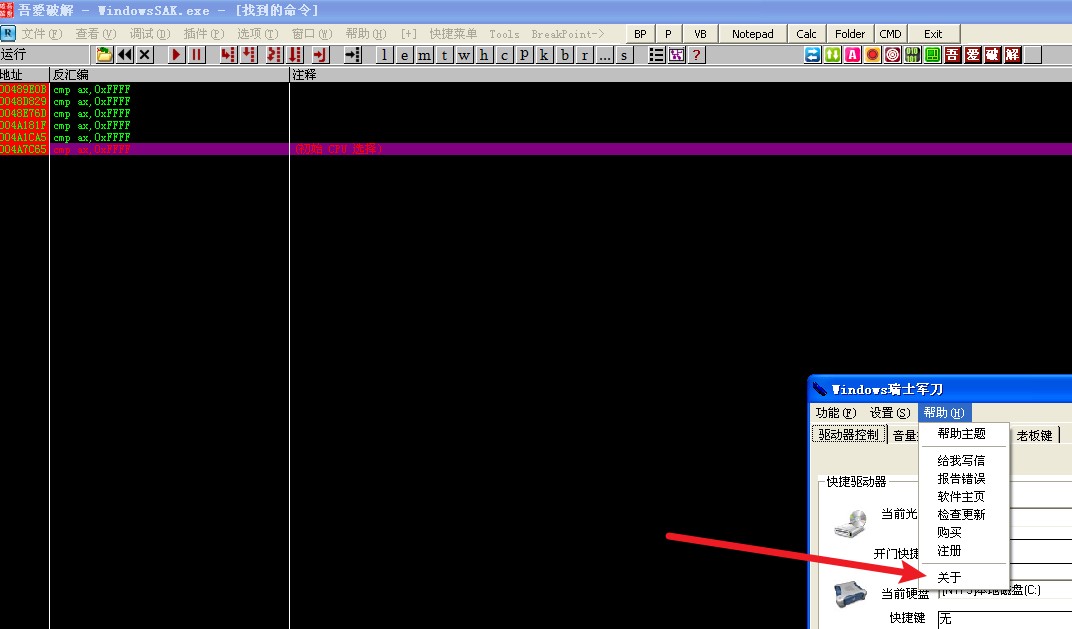 吾爱破解 - WindowsSAK.exe - [找到的命令]
文件(F) 查看(V) 调试(D) 插件(P) 选项(T) 窗口(W) 帮助(H) [+] 快捷菜单 Tools BreakPoint-> BP P VB Notepad Calc Folder CMD Exit
运行 l e m t w h c P k b r ... s ? 吾 爱 破 解
地址 反汇编 注释
00489E0B cmp ax,0xFFFF
0048D829 cmp ax,0xFFFF
0048E76D cmp ax,0xFFFF
004A181F cmp ax,0xFFFF
004A1CA5 cmp ax,0xFFFF
004A7C65 cmp ax,0xFFFF (初始 CPU 选择)
Windows瑞士军刀
功能(F) 设置(S) 帮助(H)
驱动器控制 音量 老板键
帮助主题
给我写信
报告错误
软件主页
检查更新
购买
注册
关于
快捷驱动器
当前光
开门快捷
当前硬盘 [NTFS]本地磁盘(C:)
快捷键 无